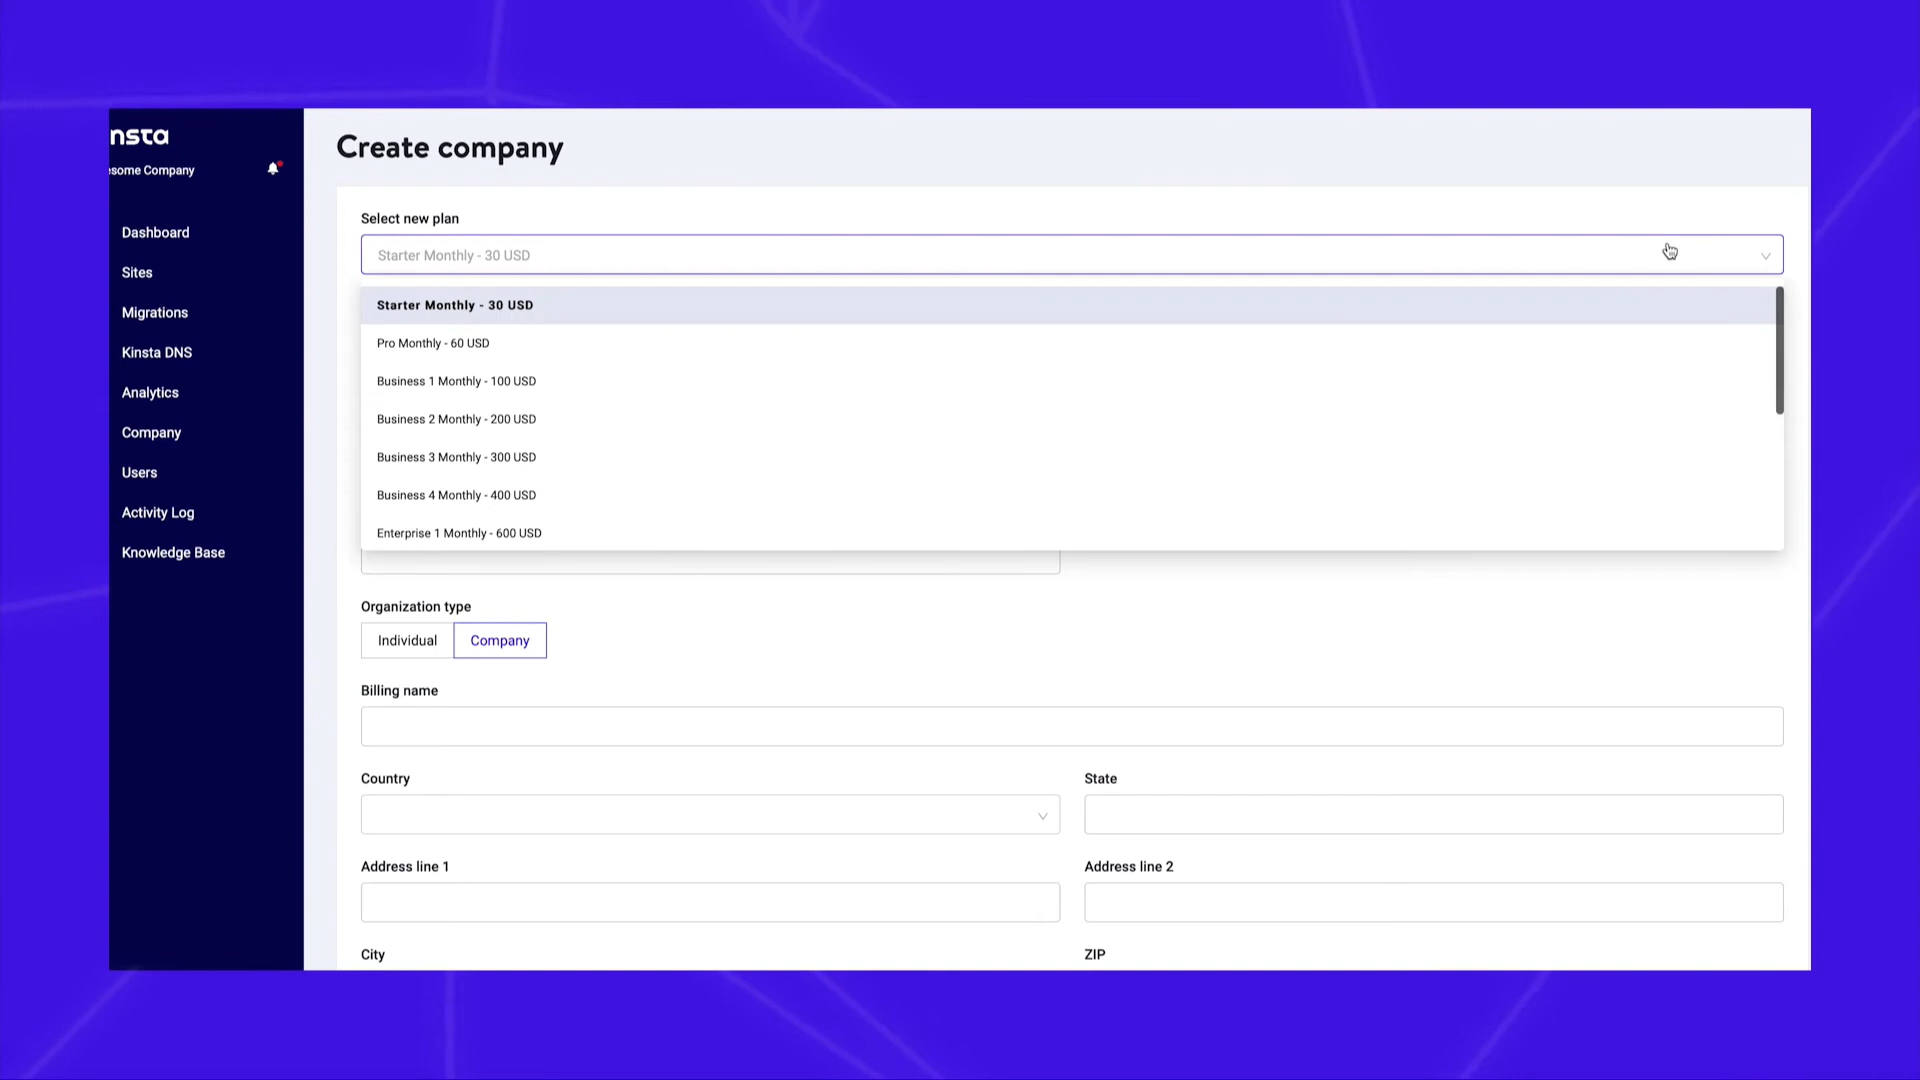 nsta
esome Company
Dashboard
Sites
Migrations
Kinsta DNS
Analytics
Company
Users
Activity Log
Knowledge Base
Create company
Select new plan
Starter Monthly - 30 USD
Starter Monthly - 30 USD
Pro Monthly - 60 USD
Business 1 Monthly - 100 USD
Business 2 Monthly - 200 USD
Business 3 Monthly - 300 USD
Business 4 Monthly - 400 USD
Enterprise 1 Monthly - 600 USD
Organization type
Individual
Company
Billing name
Country
State
Address line 1
Address line 2
City
ZIP